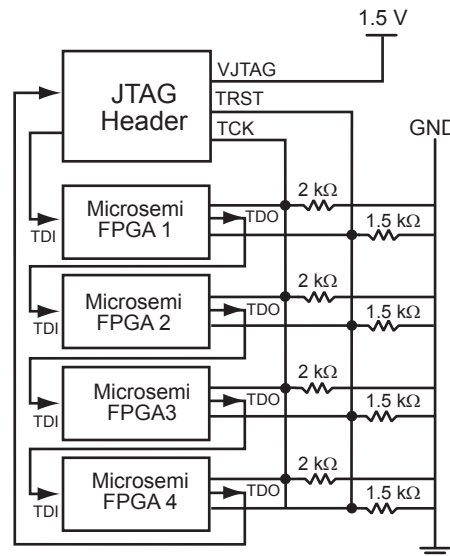 1.5 V
VJTAG
JTAG
Header
TRST
TCK
GND
2 kΩ
Microsemi
FPGA 1
TDI
TDO
1.5 kΩ
2 kΩ
Microsemi
FPGA 2
TDI
TDO
1.5 kΩ
2 kΩ
Microsemi
FPGA3
TDI
TDO
1.5 kΩ
2 kΩ
Microsemi
FPGA 4
TDI
TDO
1.5 kΩ